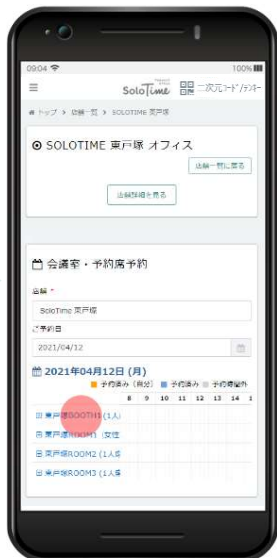 09:04 100%
SoloTime 二次元コード/テンキー
トップ > 店舗一覧 > SOLOTIME 東戸塚
SOLOTIME 東戸塚 オフィス
店舗一覧に戻る
店舗詳細を見る
会議室・予約席予約
店舗 *
SoloTime 東戸塚
ご予約日
2021/04/12
2021年04月12日 (月)
予約済み (自分) 予約済み 予約時間外
8 9 10 11 12 13 14 1
東戸塚BOOTH1 (1人
東戸塚ROOM1 (女性
東戸塚ROOM2 (1人
東戸塚ROOM3 (1人